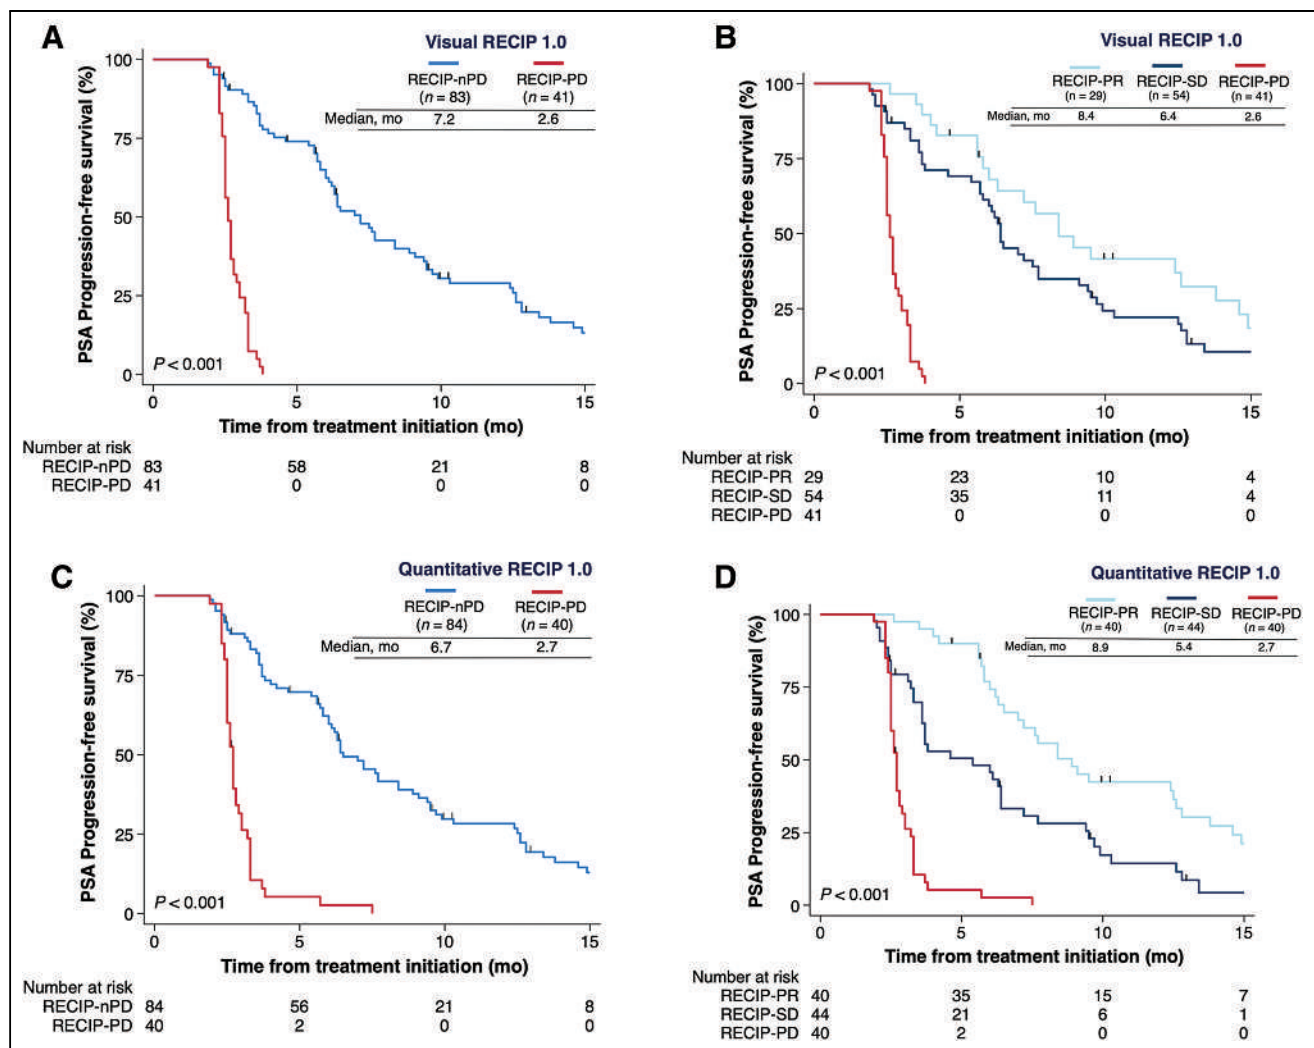 A
Visual RECIP 1.0
RECIP-nPD RECIP-PD
(n = 83) (n = 41)
Median, mo 7.2 2.6
PSA Progression-free survival (%)
100
75
50
25
0
P < 0.001
0 5 10 15
Time from treatment initiation (mo)
Number at risk
RECIP-nPD 83 58 21 8
RECIP-PD 41 0 0 0
B
Visual RECIP 1.0
RECIP-PR RECIP-SD RECIP-PD
(n = 29) (n = 54) (n = 41)
Median, mo 8.4 6.4 2.6
PSA Progression-free survival (%)
100
75
50
25
0
P < 0.001
0 5 10 15
Time from treatment initiation (mo)
Number at risk
RECIP-PR 29 23 10 4
RECIP-SD 54 35 11 4
RECIP-PD 41 0 0 0
C
Quantitative RECIP 1.0
RECIP-nPD RECIP-PD
(n = 84) (n = 40)
Median, mo 6.7 2.7
PSA Progression-free survival (%)
100
75
50
25
0
P < 0.001
0 5 10 15
Time from treatment initiation (mo)
Number at risk
RECIP-nPD 84 56 21 8
RECIP-PD 40 2 0 0
D
Quantitative RECIP 1.0
RECIP-PR RECIP-SD RECIP-PD
(n = 40) (n = 44) (n = 40)
Median, mo 8.9 5.4 2.7
PSA Progression-free survival (%)
100
75
50
25
0
P < 0.001
0 5 10 15
Time from treatment initiation (mo)
Number at risk
RECIP-PR 40 35 15 7
RECIP-SD 44 21 6 1
RECIP-PD 40 2 0 0